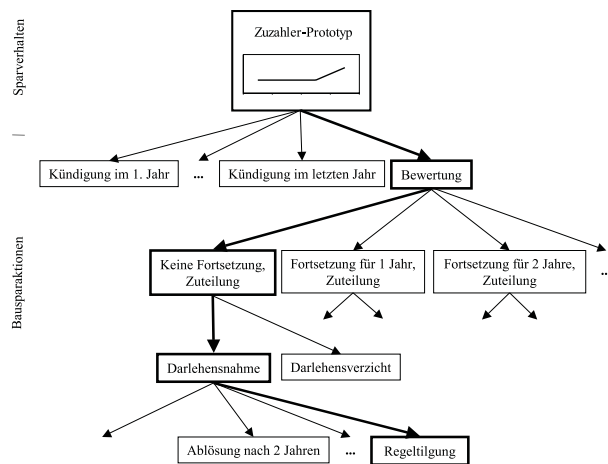 Sparverhalten
Zuzahler-Prototyp
Kündigung im 1. Jahr
...
Kündigung im letzten Jahr
Bewertung
Bausparaktionen
Keine Fortsetzung,
Zuteilung
Fortsetzung für 1 Jahr,
Zuteilung
Fortsetzung für 2 Jahre,
Zuteilung
..
Darlehensnahme
Darlehensverzicht
Ablösung nach 2 Jahren
...
Regeltilgung